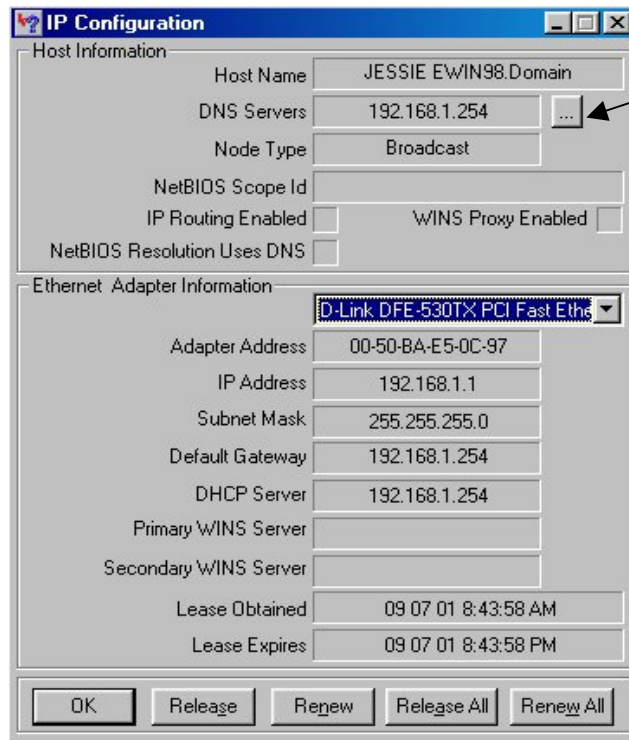 IP Configuration
Host Information
Host Name JESSIE EWIN98.Domain
DNS Servers 192.168.1.254 ...
Node Type Broadcast
NetBIOS Scope Id
IP Routing Enabled WINS Proxy Enabled
NetBIOS Resolution Uses DNS
Ethernet Adapter Information
D-Link DFE-530TX PCI Fast Ethe
Adapter Address 00-50-BA-E5-0C-97
IP Address 192.168.1.1
Subnet Mask 255.255.255.0
Default Gateway 192.168.1.254
DHCP Server 192.168.1.254
Primary WINS Server
Secondary WINS Server
Lease Obtained 09 07 01 8:43:58 AM
Lease Expires 09 07 01 8:43:58 PM
OK Release Renew Release All Renew All